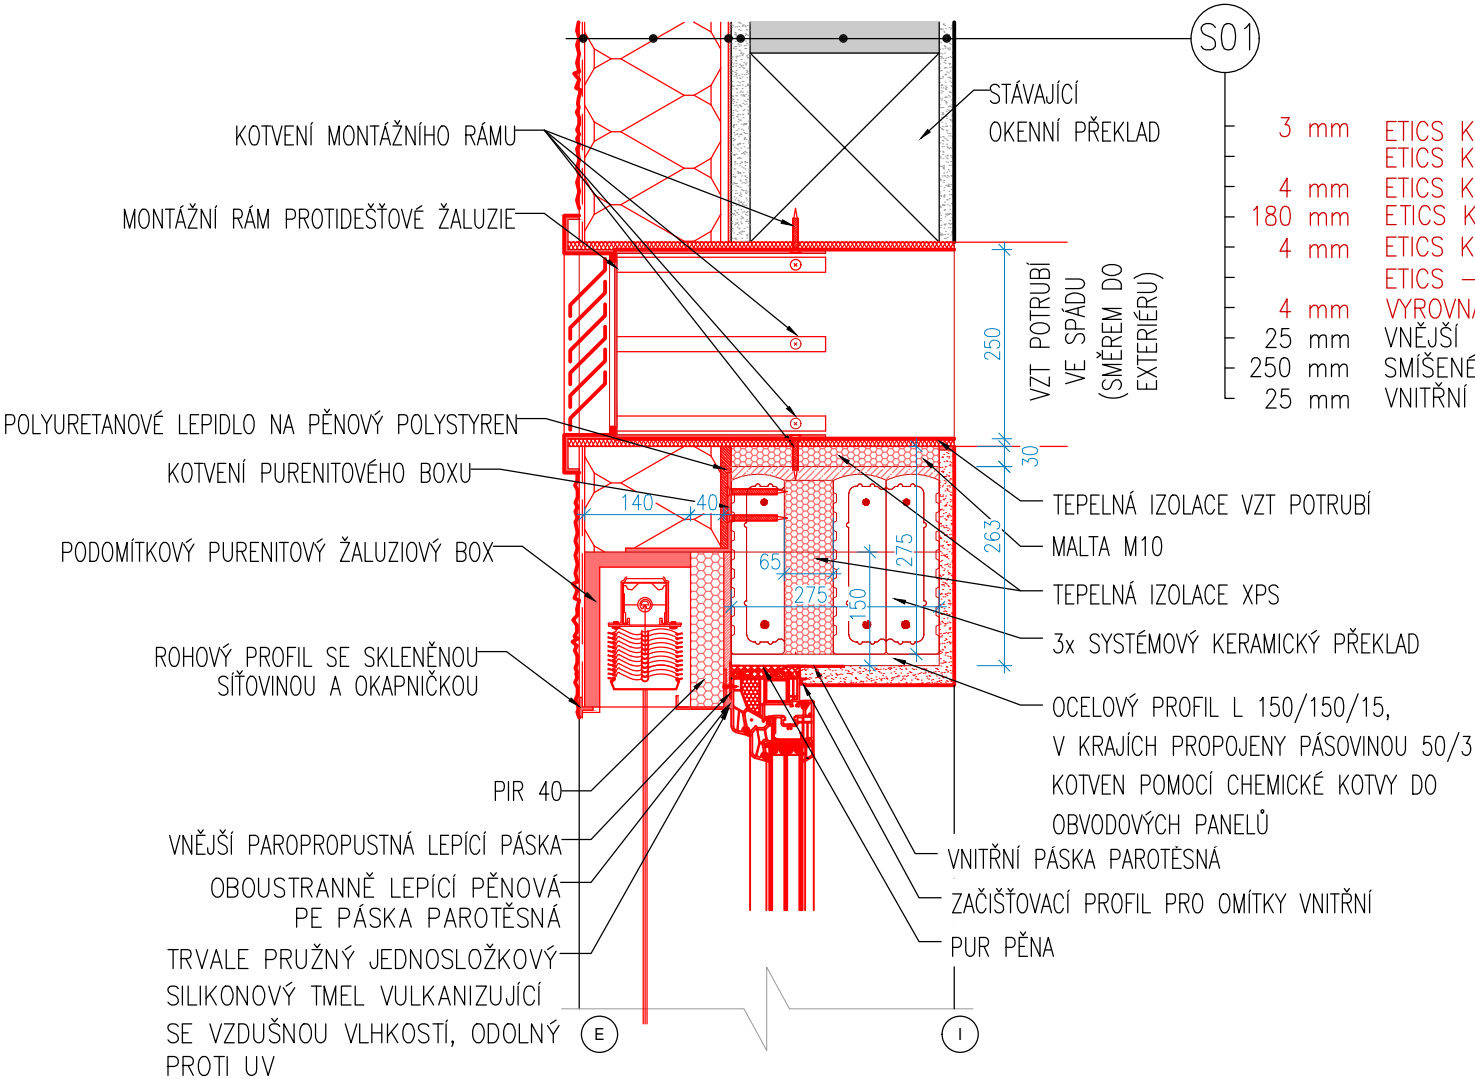 S01
STÁVAJÍCÍ
OKENNÍ PŘEKLAD
3 mm ETICS K
ETICS K
4 mm ETICS K
180 mm ETICS K
4 mm ETICS K
ETICS –
4 mm VYROVNA
25 mm VNĚJŠÍ
250 mm SMÍŠENÉ
25 mm VNITŘNÍ
KOTVENÍ MONTÁŽNÍHO RÁMU
MONTÁŽNÍ RÁM PROTIDEŠŤOVÉ ŽALUZIE
POLYURETANOVÉ LEPIDLO NA PĚNOVÝ POLYSTYREN
KOTVENÍ PURENITOVÉHO BOXU
PODOMÍTKOVÝ PURENITOVÝ ŽALUZIOVÝ BOX
ROHOVÝ PROFIL SE SKLENĚNOU
SÍŤOVINOU A OKAPNIČKOU
PIR 40
VNĚJŠÍ PAROPROPUSTNÁ LEPÍCÍ PÁSKA
OBOUSTRANNĚ LEPÍCÍ PĚNOVÁ
PE PÁSKA PAROTĚSNÁ
TRVALE PRUŽNÝ JEDNOSLOŽKOVÝ
SILIKONOVÝ TMEL VULKANIZUJÍCÍ
SE VZDUŠNOU VLHKOSTÍ, ODOLNÝ
PROTI UV
VZT POTRUBÍ
VE SPÁDU
(SMĚREM DO
EXTERIÉRU)
250
30
263
275
140
40
65
275
150
TEPELNÁ IZOLACE VZT POTRUBÍ
MALTA M10
TEPELNÁ IZOLACE XPS
3x SYSTÉMOVÝ KERAMICKÝ PŘEKLAD
OCELOVÝ PROFIL L 150/150/15,
V KRAJÍCH PROPOJENY PÁSOVINOU 50/3
KOTVEN POMOCÍ CHEMICKÉ KOTVY DO
OBVODOVÝCH PANELŮ
VNITŘNÍ PÁSKA PAROTĚSNÁ
ZAČIŠŤOVACÍ PROFIL PRO OMÍTKY VNITŘNÍ
PUR PĚNA
E
I